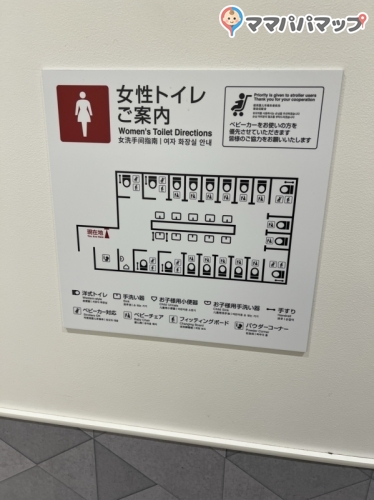 ママパパマップ
女性トイレ
ご案内
Women's Toilet Directions
女洗手间指南 | 여자 화장실 안내
Priority is given to stroller users
Thank you for your cooperation
ベビーカーをお使いの方を
優先させていただきます
皆様のご協力をお願いいたします
現在地
洋式トイレ
手洗い器
お子様用小便器
お子様用手洗い器
手すり
ベビーカー対応
ベビーチェア
フィッティングボード
パウダーコーナー